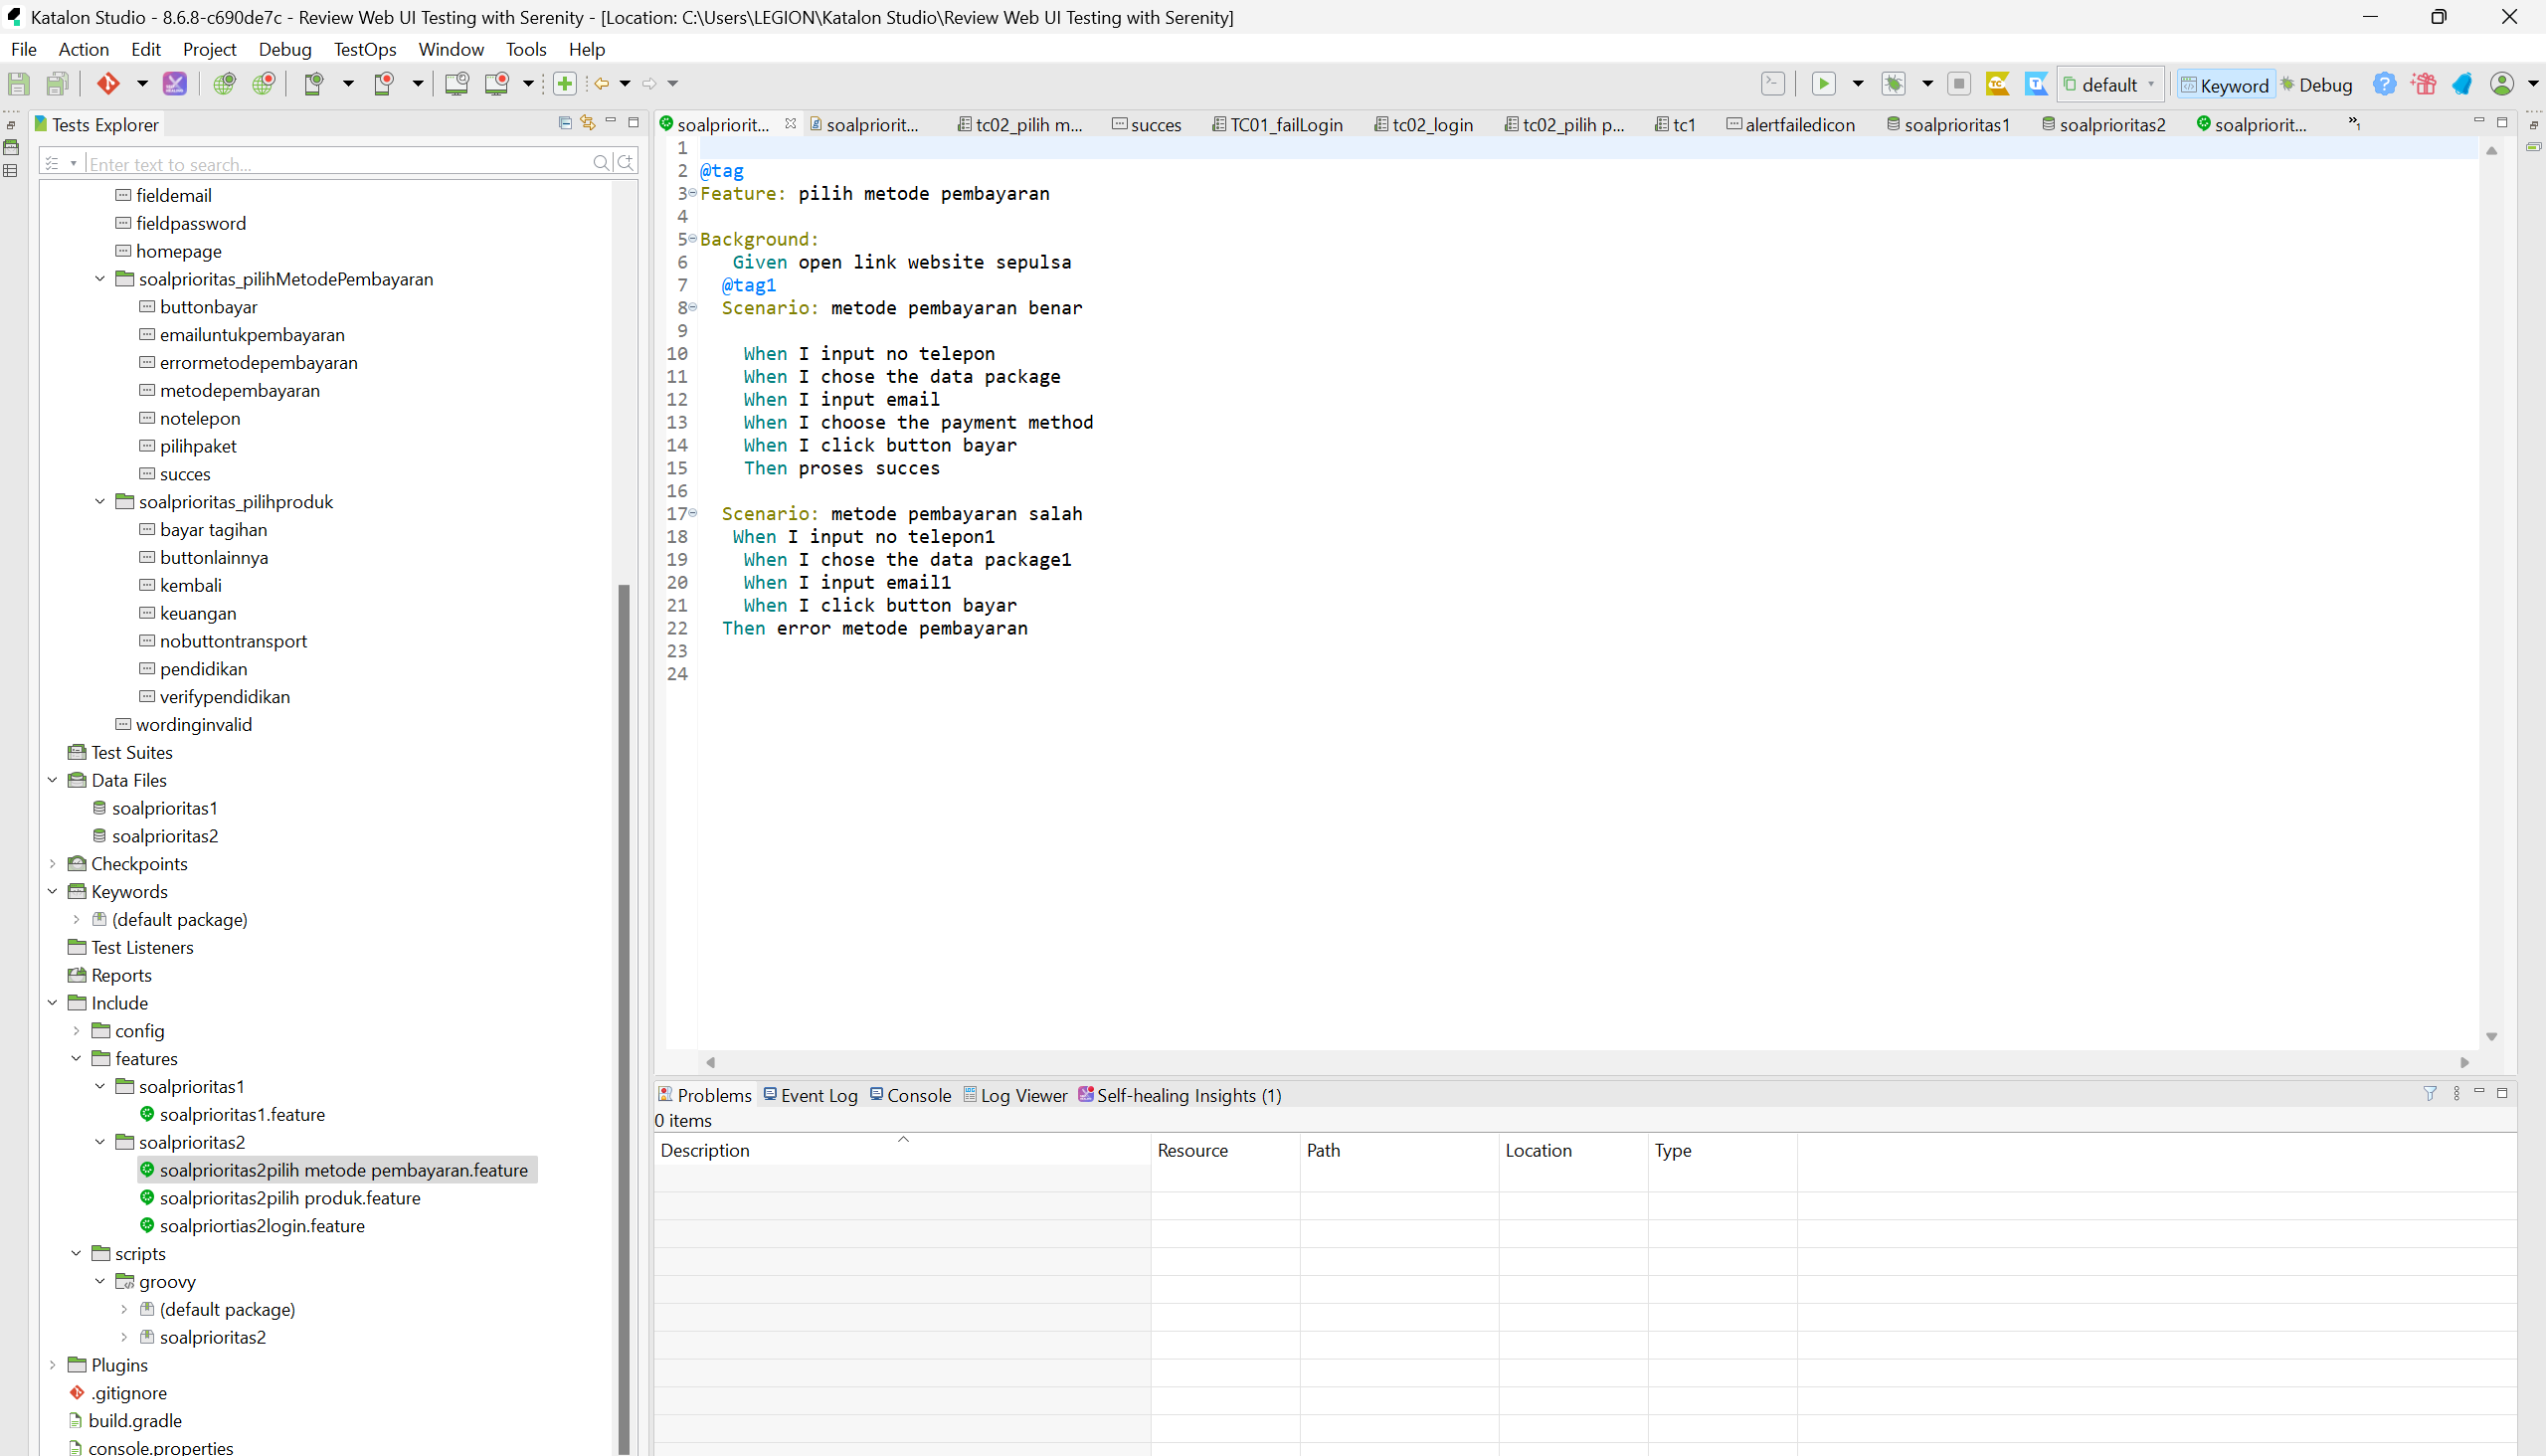 Katalon Studio - 8.6.8-c690de7c - Review Web UI Testing with Serenity - [Location: C:\Users\LEGION\Katalon Studio\Review Web UI Testing with Serenity]
File Action Edit Project Debug TestOps Window Tools Help
default Keyword Debug
Tests Explorer
Enter text to search...
fieldemail
fieldpassword
homepage
soalprioritas_pilihMetodePembayaran
buttonbayar
emailuntukpembayaran
errormetodepembayaran
metodepembayaran
notelepon
pilihpaket
succes
soalprioritas_pilihproduk
bayar tagihan
buttonlainnya
kembali
keuangan
nobuttontransport
pendidikan
verifypendidikan
wordinginvalid
Test Suites
Data Files
soalprioritas1
soalprioritas2
Checkpoints
Keywords
(default package)
Test Listeners
Reports
Include
config
features
soalprioritas1
soalprioritas1.feature
soalprioritas2
soalprioritas2pilih metode pembayaran.feature
soalprioritas2pilih produk.feature
soalpriortias2login.feature
scripts
groovy
(default package)
soalprioritas2
Plugins
.gitignore
build.gradle
console.properties
soalpriorit... soalpriorit... tc02_pilih m... succes TC01_failLogin tc02_login tc02_pilih p... tc1 alertfailedicon soalprioritas1 soalprioritas2 soalpriorit... »1
1
2 @tag
3 Feature: pilih metode pembayaran
4
5 Background:
6 Given open link website sepulsa
7 @tag1
8 Scenario: metode pembayaran benar
9
10 When I input no telepon
11 When I chose the data package
12 When I input email
13 When I choose the payment method
14 When I click button bayar
15 Then proses succes
16
17 Scenario: metode pembayaran salah
18 When I input no telepon1
19 When I chose the data package1
20 When I input email1
21 When I click button bayar
22 Then error metode pembayaran
23
24
Problems Event Log Console Log Viewer Self-healing Insights (1)
0 items
Description Resource Path Location Type